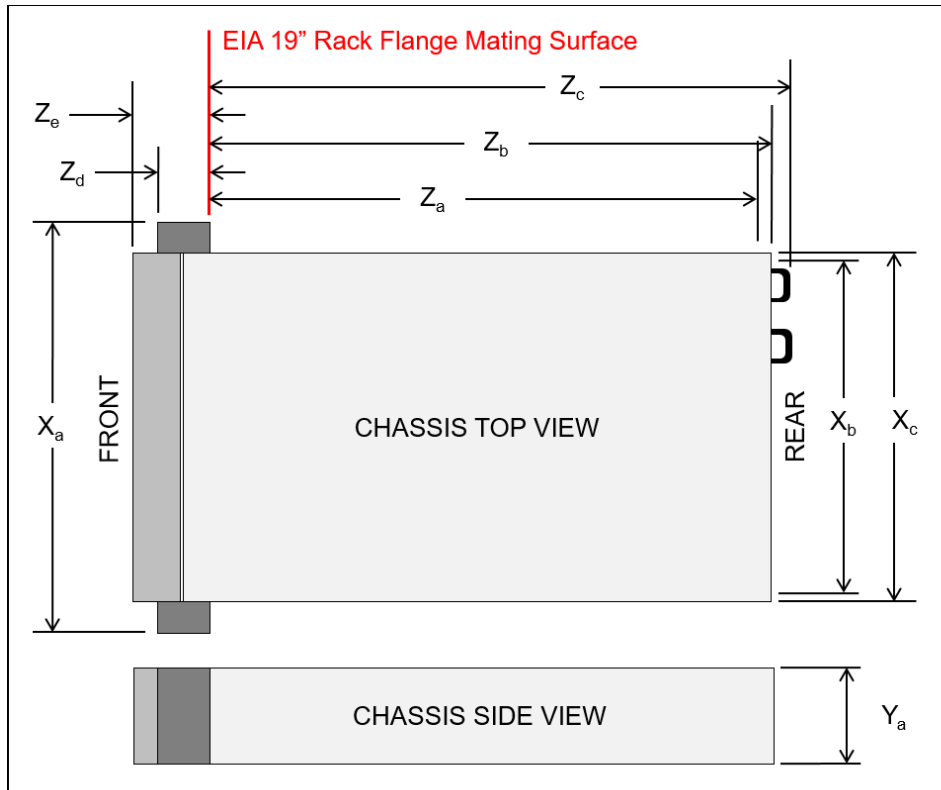 EIA 19” Rack Flange Mating Surface
Zc
Ze
Zb
Zd
Za
FRONT
Xa
CHASSIS TOP VIEW
REAR
Xb
Xc
CHASSIS SIDE VIEW
Ya